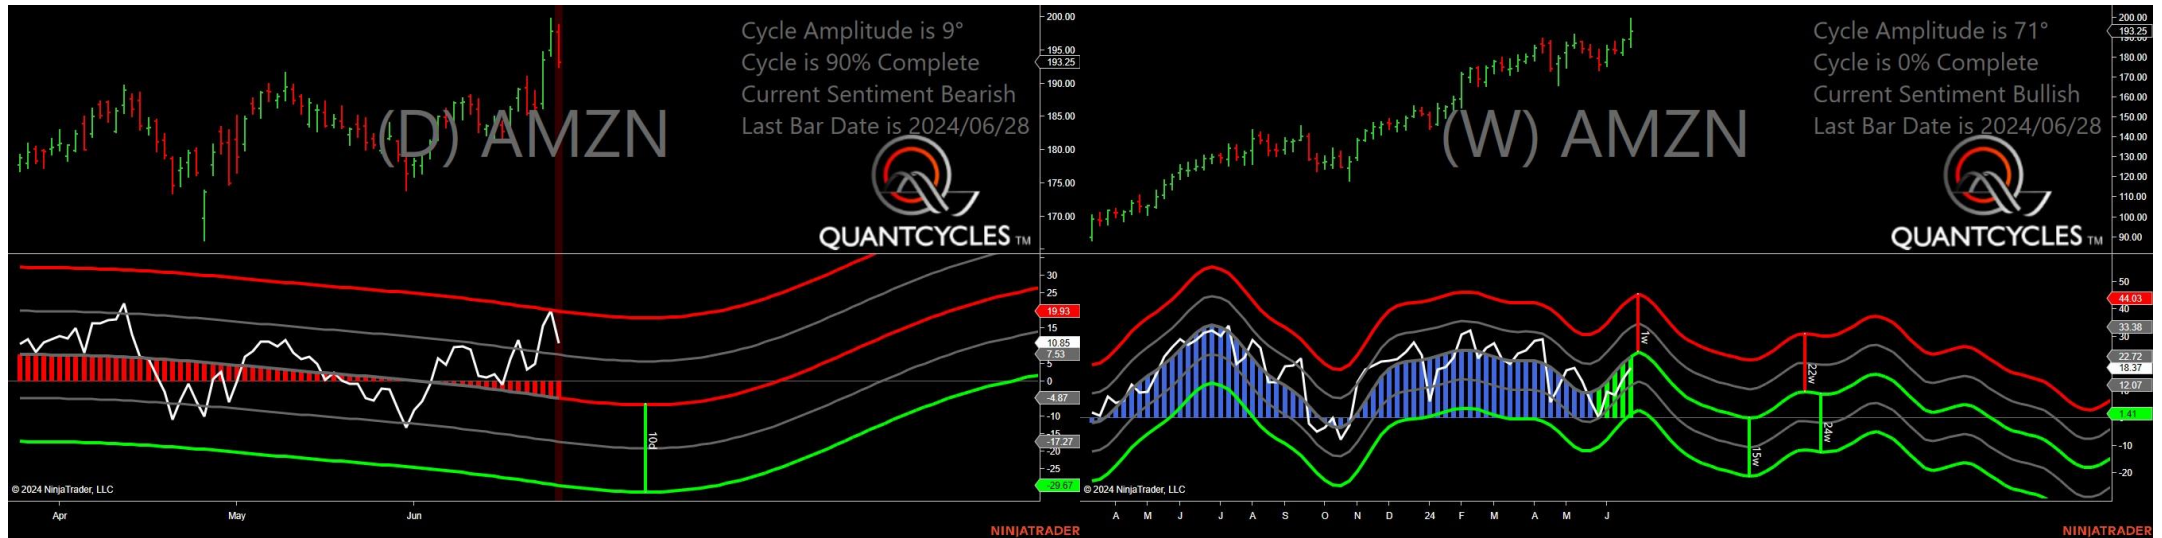 Cycle Amplitude is 9°
Cycle is 90% Complete
Current Sentiment Bearish
Last Bar Date is 2024/06/28
(D) AMZN
QUANTCYCLES TM
200.00
195.00
193.25
190.00
185.00
180.00
175.00
170.00
30
25
19.93
15
10.85
7.53
5
0
-4.87
-10
-15
-17.27
-20
-25
-29.67
10d
© 2024 NinjaTrader, LLC
Apr May Jun
NINJATRADER
Cycle Amplitude is 71°
Cycle is 0% Complete
Current Sentiment Bullish
Last Bar Date is 2024/06/28
(W) AMZN
QUANTCYCLES TM
200.00
193.25
190.00
180.00
170.00
160.00
150.00
140.00
130.00
120.00
110.00
100.00
90.00
50
44.03
40
33.38
30
22.72
18.37
12.07
10
1.41
-10
-20
1w
22w
15w
24w
© 2024 NinjaTrader, LLC
A M J J A S O N D 24 F M A M J
NINJATRADER